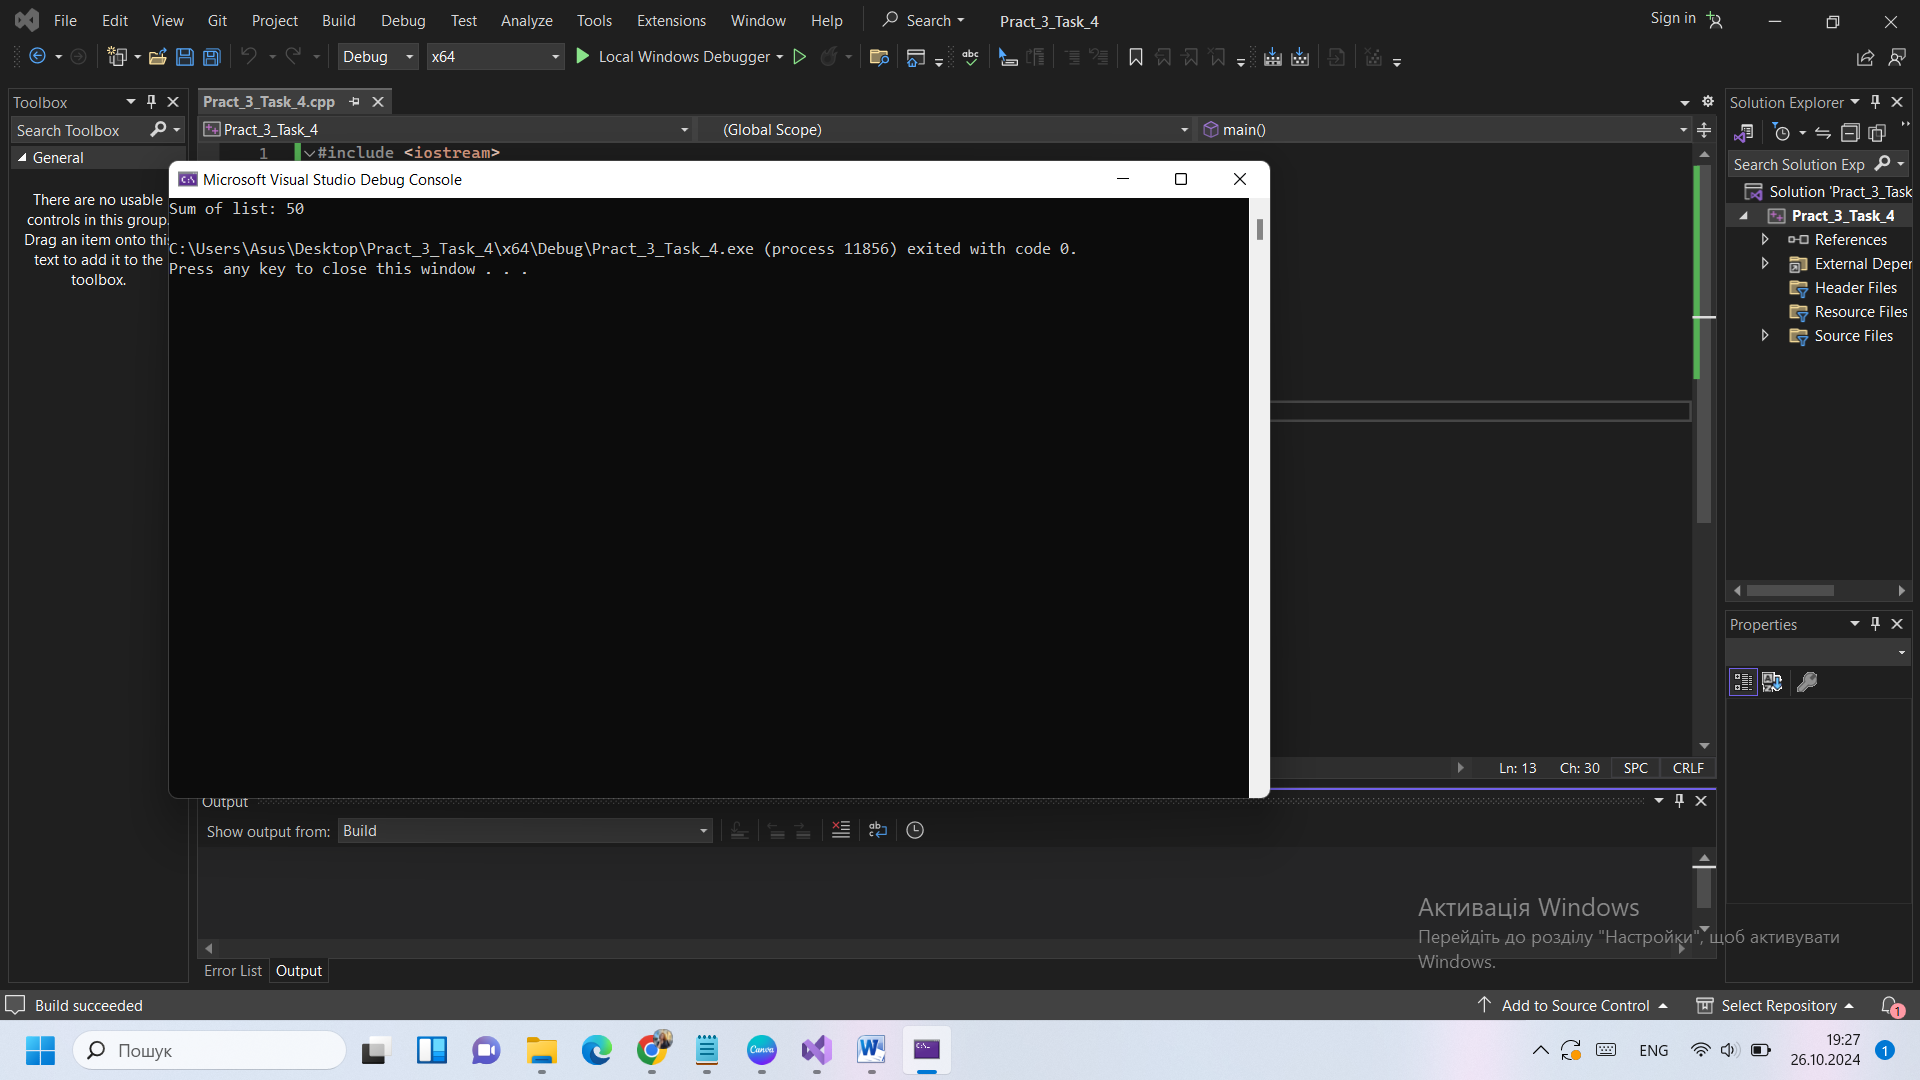 File Edit View Git Project Build Debug Test Analyze Tools Extensions Window Help Search Pract_3_Task_4 Sign in
Debug x64 Local Windows Debugger
Toolbox
Search Toolbox
General
There are no usable
controls in this group.
Drag an item onto thi
text to add it to the
toolbox.
Pract_3_Task_4.cpp
Pract_3_Task_4 (Global Scope) main()
1 #include <iostream>
Microsoft Visual Studio Debug Console
Sum of list: 50
C:\Users\Asus\Desktop\Pract_3_Task_4\x64\Debug\Pract_3_Task_4.exe (process 11856) exited with code 0.
Press any key to close this window . . .
Ln: 13 Ch: 30 SPC CRLF
Output
Show output from: Build
Error List Output
Solution Explorer
Search Solution Exp
Solution 'Pract_3_Task
Pract_3_Task_4
References
External Deper
Header Files
Resource Files
Source Files
Properties
Активація Windows
Перейдіть до розділу "Настройки", щоб активувати
Windows.
Build succeeded Add to Source Control Select Repository 1
Пошук Canva ENG 19:27 1
26.10.2024